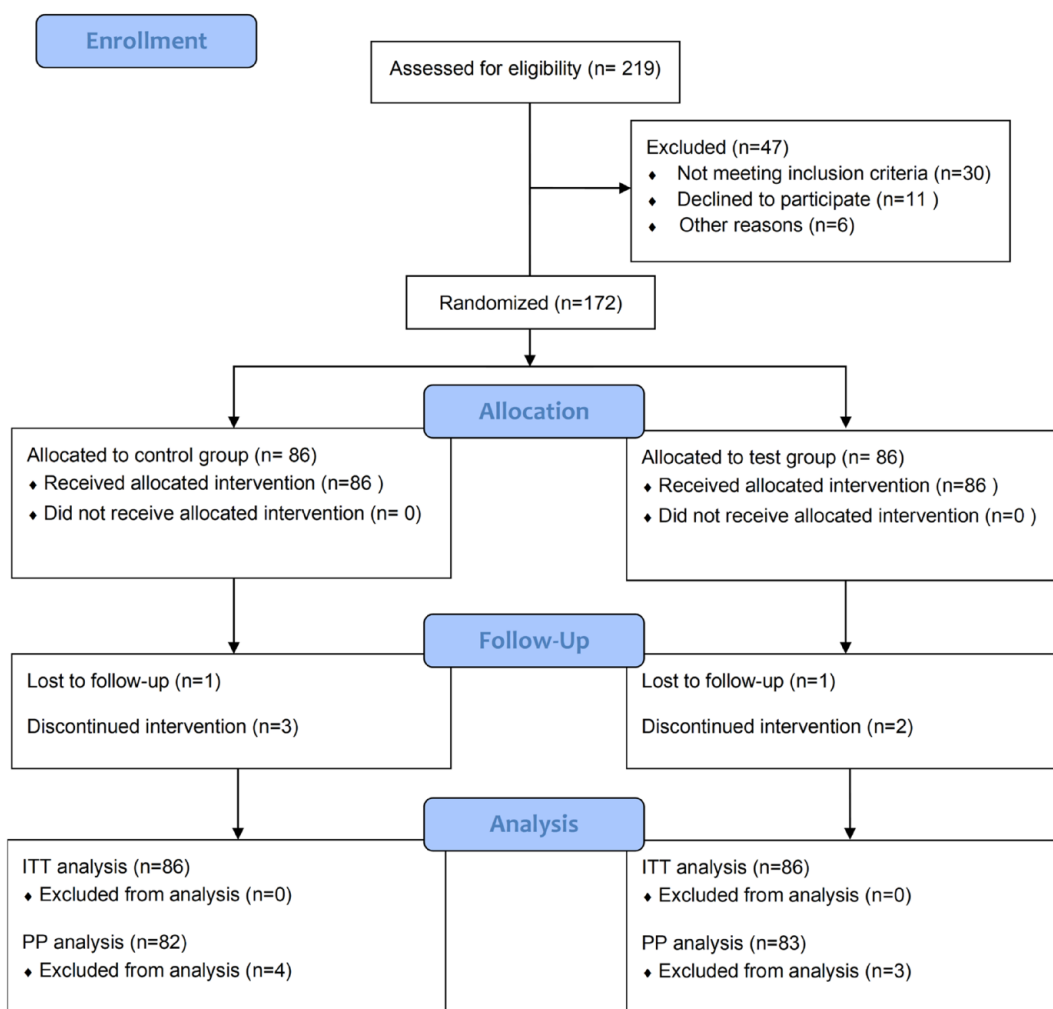 Enrollment
Assessed for eligibility (n= 219)
Excluded (n=47)
♦ Not meeting inclusion criteria (n=30)
♦ Declined to participate (n=11 )
♦ Other reasons (n=6)
Randomized (n=172)
Allocation
Allocated to control group (n= 86)
♦ Received allocated intervention (n=86 )
♦ Did not receive allocated intervention (n= 0)
Allocated to test group (n= 86)
♦ Received allocated intervention (n=86 )
♦ Did not receive allocated intervention (n=0 )
Follow-Up
Lost to follow-up (n=1)
Discontinued intervention (n=3)
Lost to follow-up (n=1)
Discontinued intervention (n=2)
Analysis
ITT analysis (n=86)
♦ Excluded from analysis (n=0)
PP analysis (n=82)
♦ Excluded from analysis (n=4)
ITT analysis (n=86)
♦ Excluded from analysis (n=0)
PP analysis (n=83)
♦ Excluded from analysis (n=3)